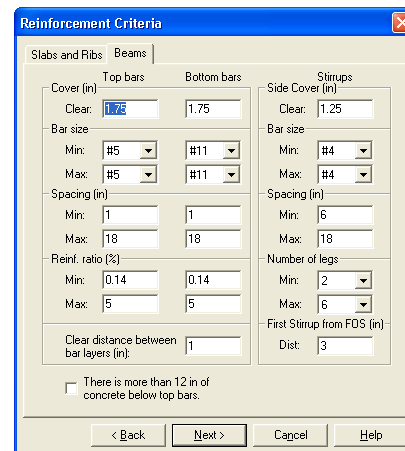 Reinforcement Criteria
Slabs and Ribs Beams
Top bars Bottom bars Stirrups
Cover (in) Side Cover (in)
Clear: 1.75 1.75 Clear: 1.25
Bar size Bar size
Min: #5 #11 Min: #4
Max: #5 #11 Max: #4
Spacing (in) Spacing (in)
Min: 1 1 Min: 6
Max: 18 18 Max: 18
Reinf. ratio (%) Number of legs
Min: 0.14 0.14 Min: 2
Max: 5 5 Max: 6
First Stirrup from FOS (in)
Clear distance between
bar layers (in): 1 Dist: 3
There is more than 12 in of
concrete below top bars.
< Back Next > Cancel Help